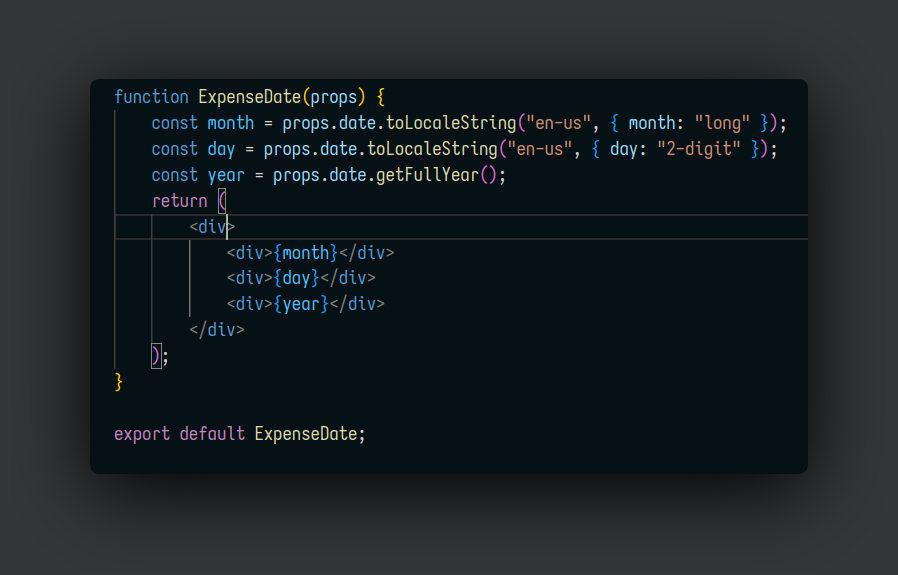 function ExpenseDate(props) {
    const month = props.date.toLocaleString("en-us", { month: "long" });
    const day = props.date.toLocaleString("en-us", { day: "2-digit" });
    const year = props.date.getFullYear();
    return (
        <div>
            <div>{month}</div>
            <div>{day}</div>
            <div>{year}</div>
        </div>
    );
}

export default ExpenseDate;